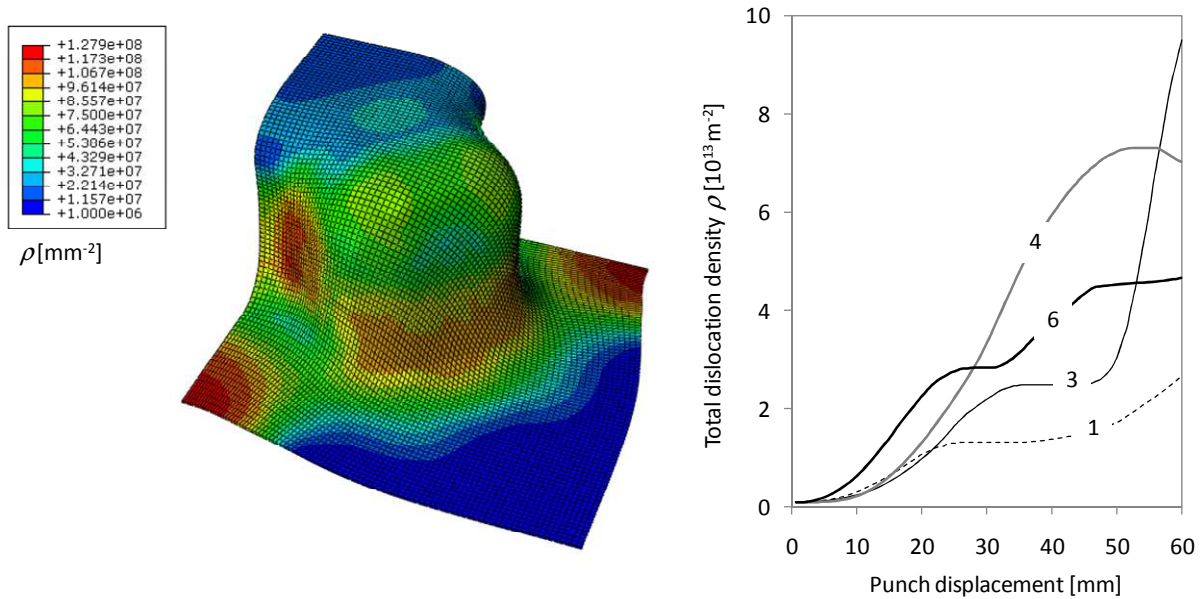 +1.279e+08
+1.173e+08
+1.067e+08
+9.614e+07
+8.557e+07
+7.500e+07
+6.443e+07
+5.386e+07
+4.329e+07
+3.271e+07
+2.214e+07
+1.157e+07
+1.000e+06
ρ [mm⁻²]
Total dislocation density ρ [10¹³ m⁻²]
10
8
6
4
2
0
4
6
3
1
0 10 20 30 40 50 60
Punch displacement [mm]